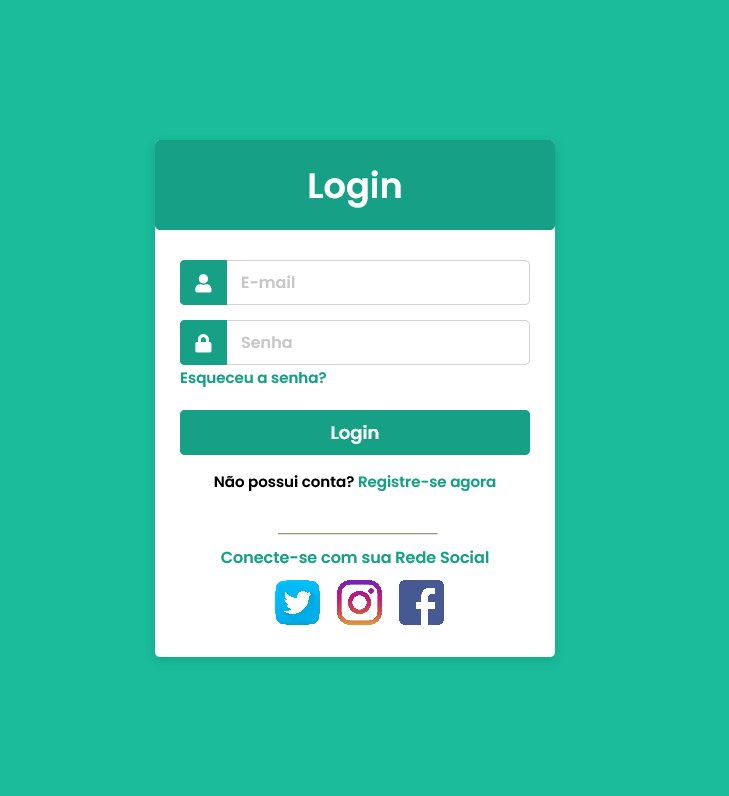 Login
E-mail
Senha
Esqueceu a senha?
Login
Não possui conta? Registre-se agora
Conecte-se com sua Rede Social